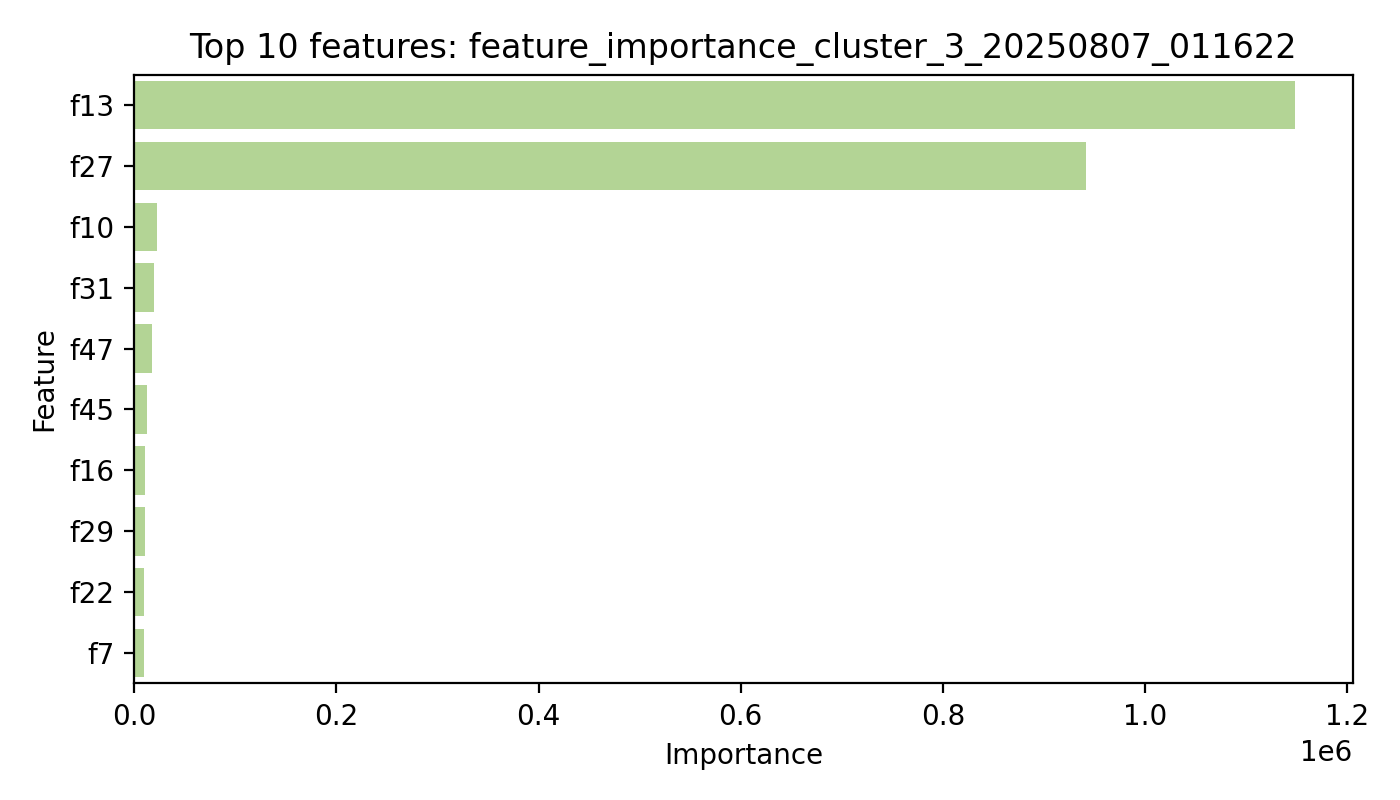 Top 10 features: feature_importance_cluster_3_20250807_011622
f13
f27
f10
f31
f47
f45
f16
f29
f22
f7
Feature
0.0 0.2 0.4 0.6 0.8 1.0 1.2
1e6
Importance